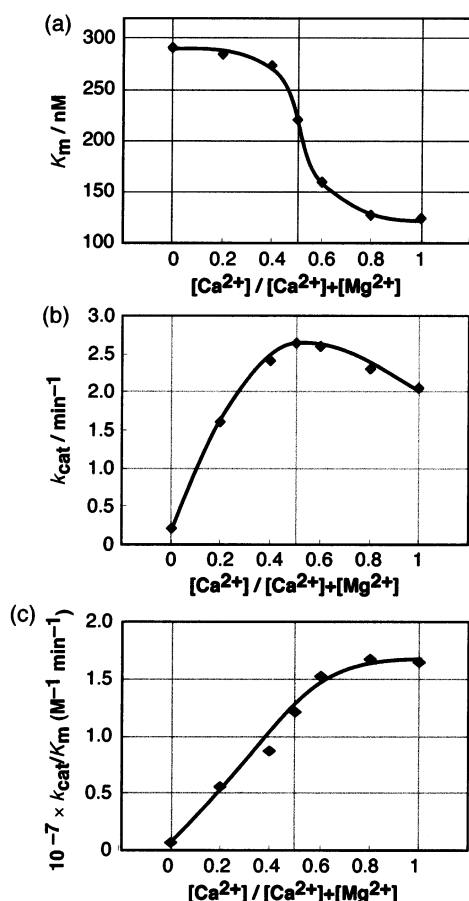 (a)
300
250
200
150
100
K_m / nM
0 0.2 0.4 0.6 0.8 1
[Ca²⁺] / [Ca²⁺]+[Mg²⁺]
(b)
3.0
2.5
2.0
1.5
1.0
0.5
0
k_cat / min⁻¹
0 0.2 0.4 0.6 0.8 1.0
[Ca²⁺] / [Ca²⁺]+[Mg²⁺]
(c)
2.0
1.5
1.0
0.5
0
10⁻⁷ × k_cat/K_m (M⁻¹ min⁻¹)
0 0.2 0.4 0.6 0.8 1.0
[Ca²⁺] / [Ca²⁺]+[Mg²⁺]